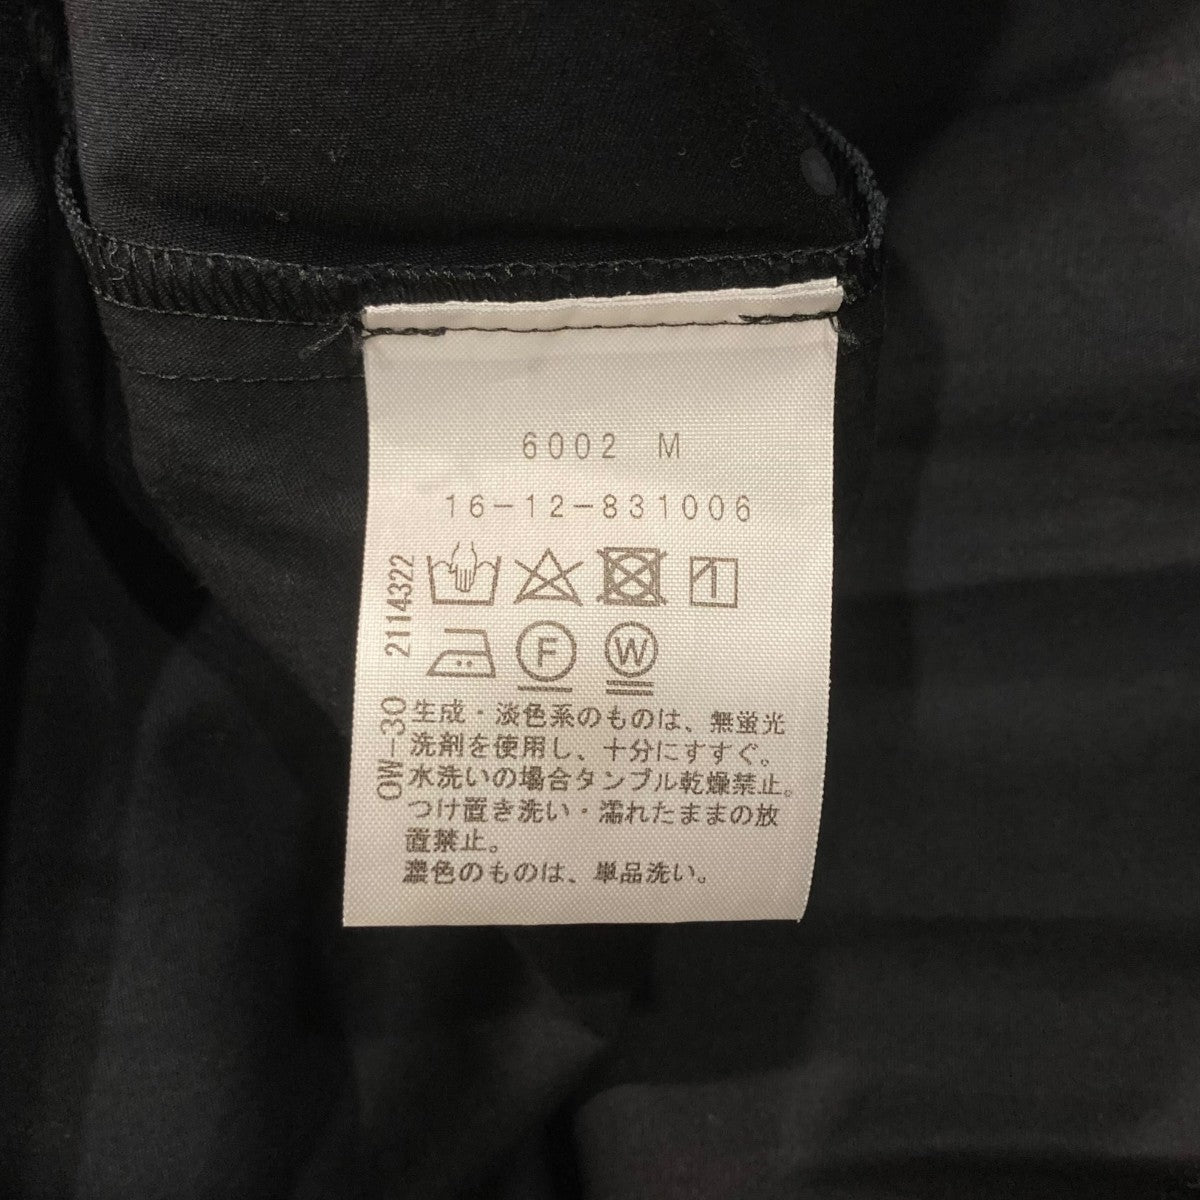 6002 M
16-12-831006
F
W
OW-30 2114322
生成・淡色系のものは、無蛍光
洗剤を使用し、十分にすすぐ。
水洗いの場合タンブル乾燥禁止。
つけ置き洗い・濡れたままの放
置禁止。
濃色のものは、単品洗い。